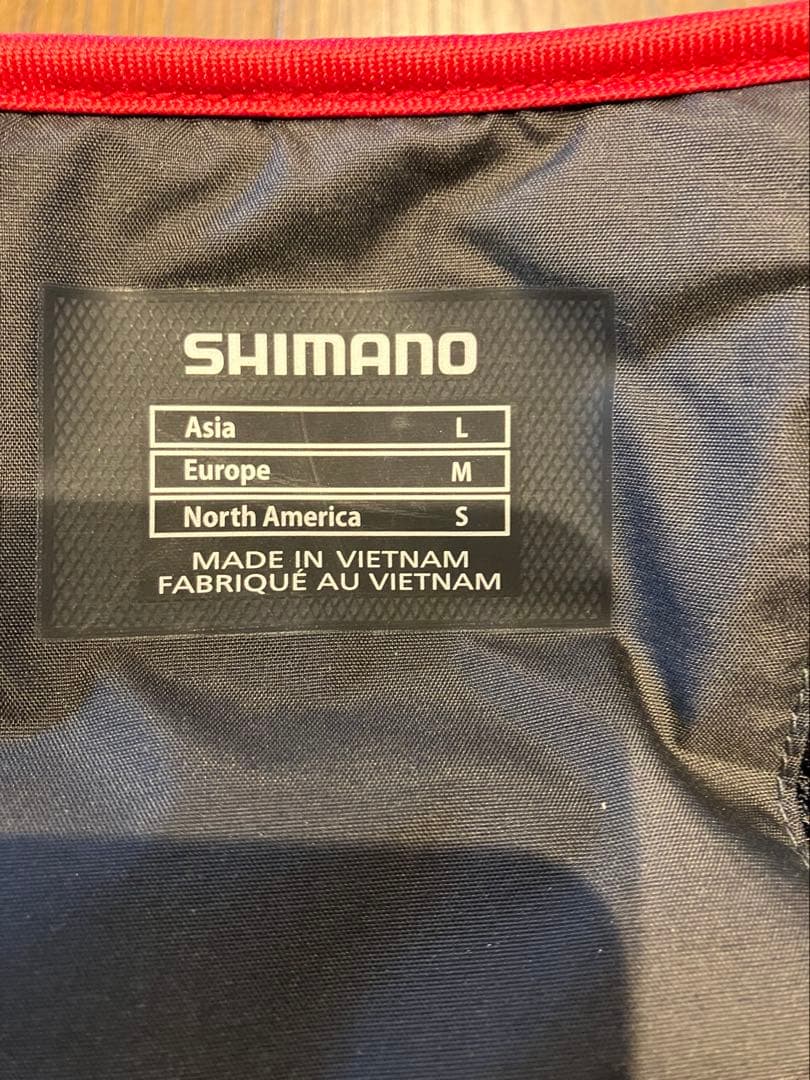 SHIMANO
Asia L
Europe M
North America S
MADE IN VIETNAM
FABRIQUÉ AU VIETNAM